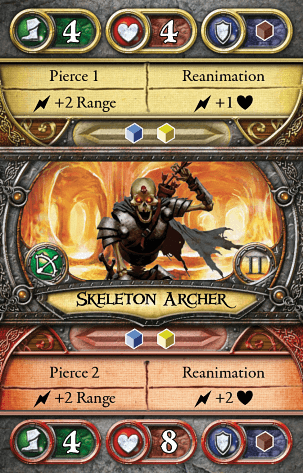 4 4
Pierce 1 Reanimation
+2 Range +1
II
SKELETON ARCHER
Pierce 2 Reanimation
+2 Range +2
4 8